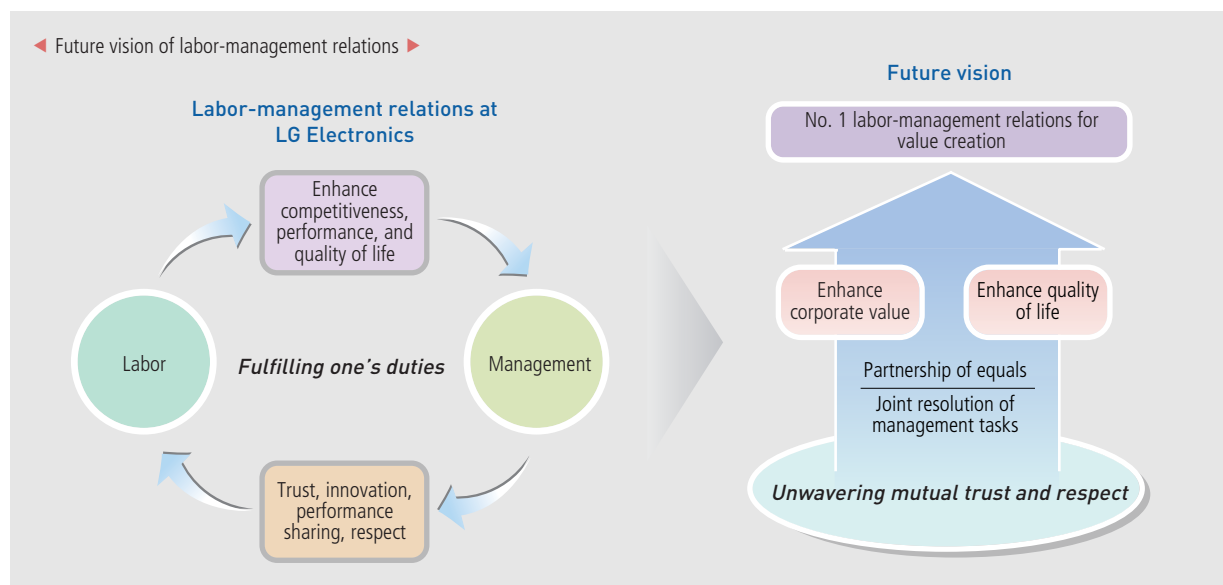 Future vision of labor-management relations
Labor-management relations at
LG Electronics
Enhance
competitiveness,
performance, and
quality of life
Labor
Fulfilling one's duties
Management
Trust, innovation,
performance
sharing, respect
Future vision
No. 1 labor-management relations for
value creation
Enhance
corporate value
Enhance quality
of life
Partnership of equals
Joint resolution of
management tasks
Unwavering mutual trust and respect